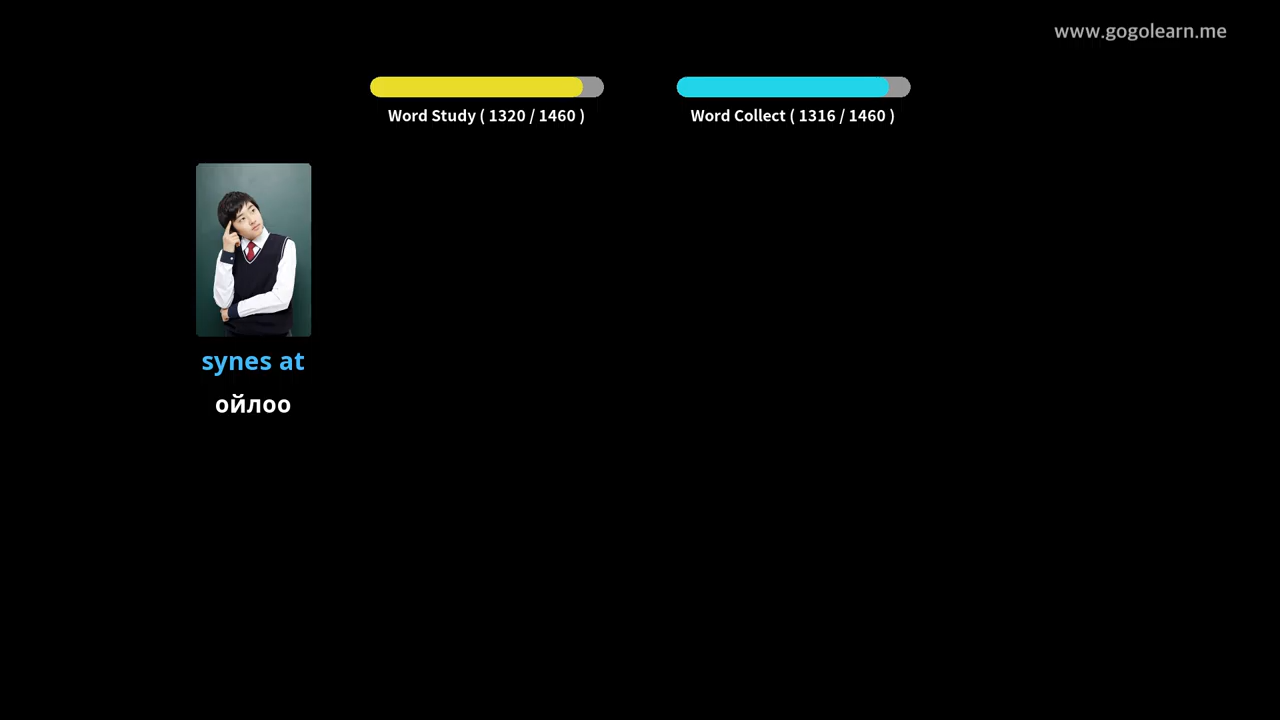 www.gogolearn.me
Word Study ( 1320 / 1460 )
Word Collect ( 1316 / 1460 )
synes at
ойлоо